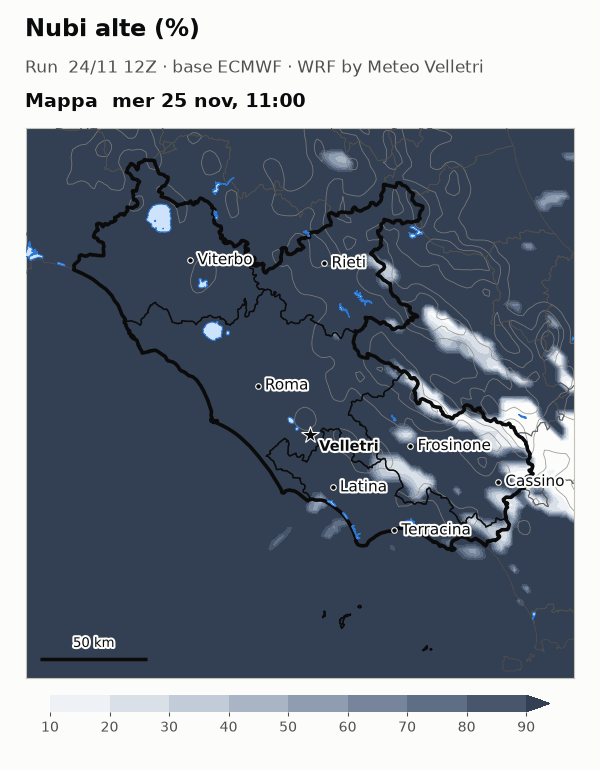 Nubi alte (%)
Run 24/11 12Z · base ECMWF · WRF by Meteo Velletri
Mappa mer 25 nov, 11:00
Viterbo
Rieti
Roma
Velletri
Frosinone
Latina
Cassino
Terracina
50 km
10 20 30 40 50 60 70 80 90